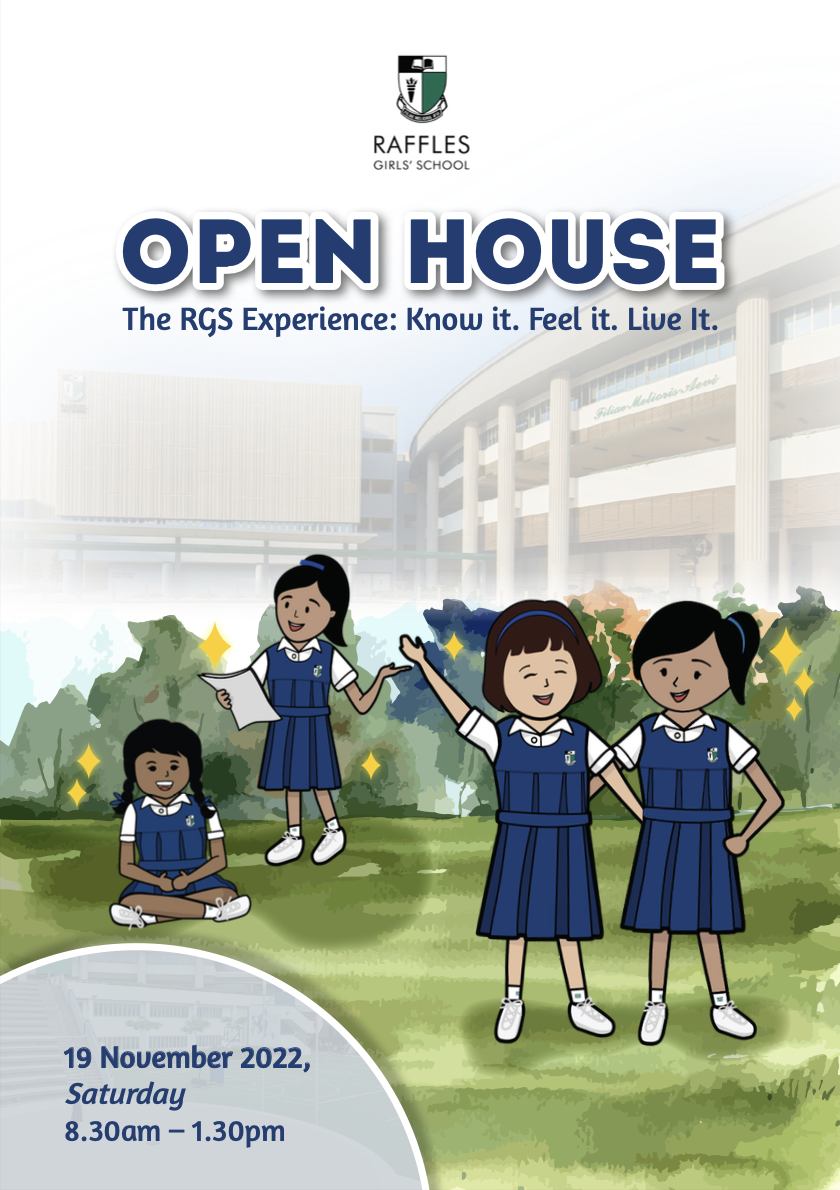 RAFFLES
GIRLS' SCHOOL
OPEN HOUSE
The RGS Experience: Know it. Feel it. Live It.
Filiae Melioris Aevi
19 November 2022,
Saturday
8.30am – 1.30pm